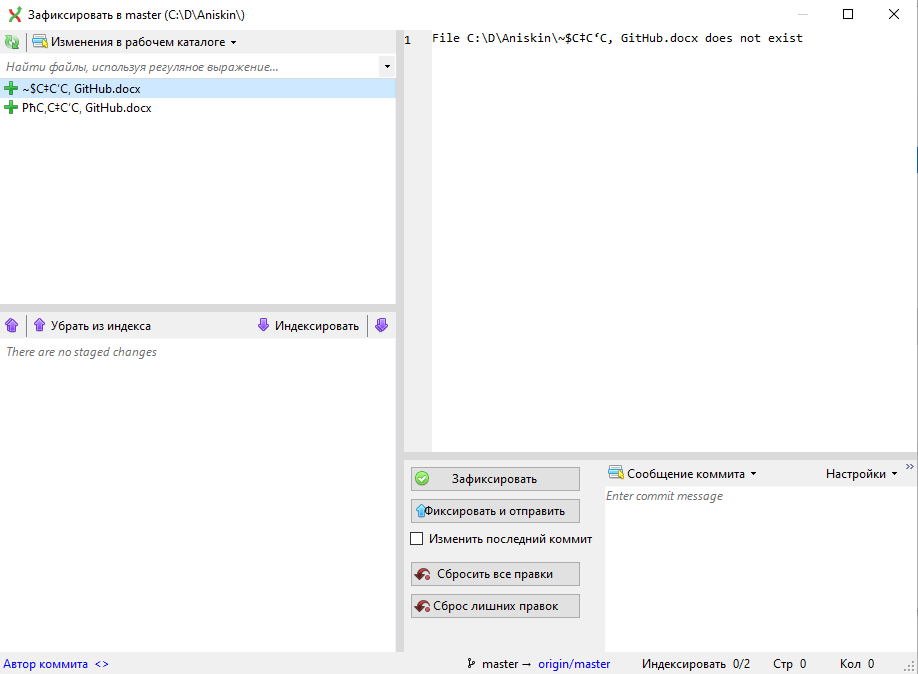 Зафиксировать в master (C:\D\Aniskin\)
Изменения в рабочем каталоге
Найти файлы, используя регуляное выражение...
~$С‡С‘С‚ GitHub.docx
РћС‚С‡С‘С‚ GitHub.docx
Убрать из индекса
Индексировать
There are no staged changes
1 File C:\D\Aniskin\~$С‡С‘С‚ GitHub.docx does not exist
Зафиксировать
Фиксировать и отправить
Изменить последний коммит
Сбросить все правки
Сброс лишних правок
Сообщение коммита
Настройки
»
Enter commit message
Автор коммита <>
master → origin/master
Индексировать 0/2
Стр 0
Кол 0